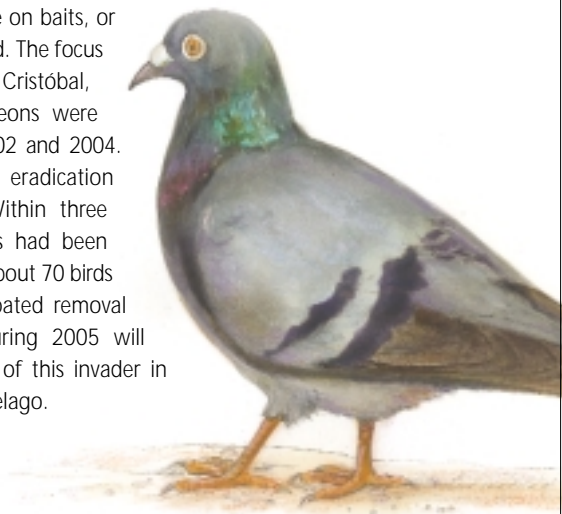 e on baits, or
d. The focus
Cristóbal,
eons were
02 and 2004.
eradication
Within three
s had been
bout 70 birds
pated removal
uring 2005 will
of this invader in
elago.